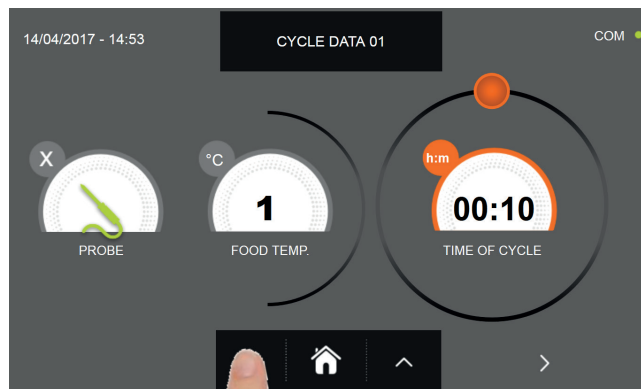 14/04/2017 - 14:53
CYCLE DATA 01
COM
X
°C
h:m
1
00:10
PROBE
FOOD TEMP.
TIME OF CYCLE